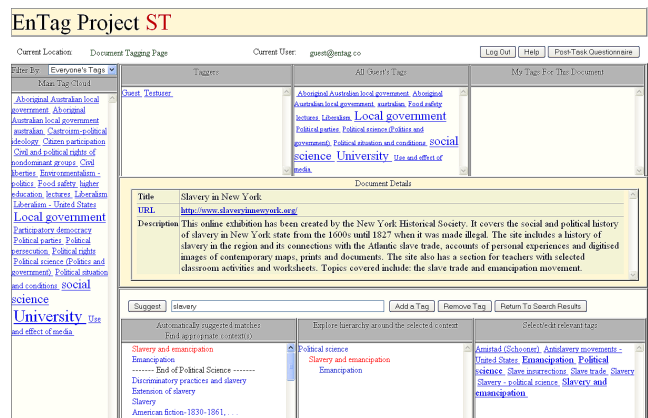 EnTag Project ST
Current Location: Document Tagging Page Current User: guest@entag.co Log Out Help Post-Task Questionnaire
Filter By Everyone's Tags
Main Tag Cloud
Aboriginal Australian local
government Aboriginal
Australian local government
australian Castroism-political
ideology Citizen participation
Civil and political rights of
nondominant groups Civil
liberties Environmentalism -
politics Food safety higher
education lectures Liberalism
Liberalism - United States
Local government
Participatory democracy
Political parties Political
persecution Political rights
Political science (Politics and
government) Political situation
and conditions social
science
University Use
and effect of media
Taggers
Guest Testuser
All Guest's Tags
Aboriginal Australian local government Aboriginal
Australian local government australian Food safety
lectures Liberalism Local government
Political parties Political science (Politics and
government) Political situation and conditions social
science University Use and effect of
media
My Tags For This Document
Document Details
Title Slavery in New York
URL http://www.slaveryinnewyork.org/
Description This online exhibition has been created by the New York Historical Society. It covers the social and political history
of slavery in New York state from the 1600s until 1827 when it was made illegal. The site includes a history of
slavery in the region and its connections with the Atlantic slave trade, accounts of personal experiences and digitised
images of contemporary maps, prints and documents. The site also has a section for teachers with selected
classroom activities and worksheets. Topics covered include: the slave trade and emancipation movement.
Suggest slavery Add a Tag Remove Tag Return To Search Results
Automatically suggested matches
Find appropriate context(s)
Slavery and emancipation
Emancipation
------- End of Political Science -------
Discriminatory practices and slavery
Extension of slavery
Slavery
American fiction-1830-1861, . . .
Explore hierarchy around the selected context
Political science
Slavery and emancipation
Emancipation
Select/edit relevant tags
Amistad (Schooner) Antislavery movements -
United States Emancipation Political
science Slave insurrections Slave trade Slavery
Slavery - political science Slavery and
emancipation